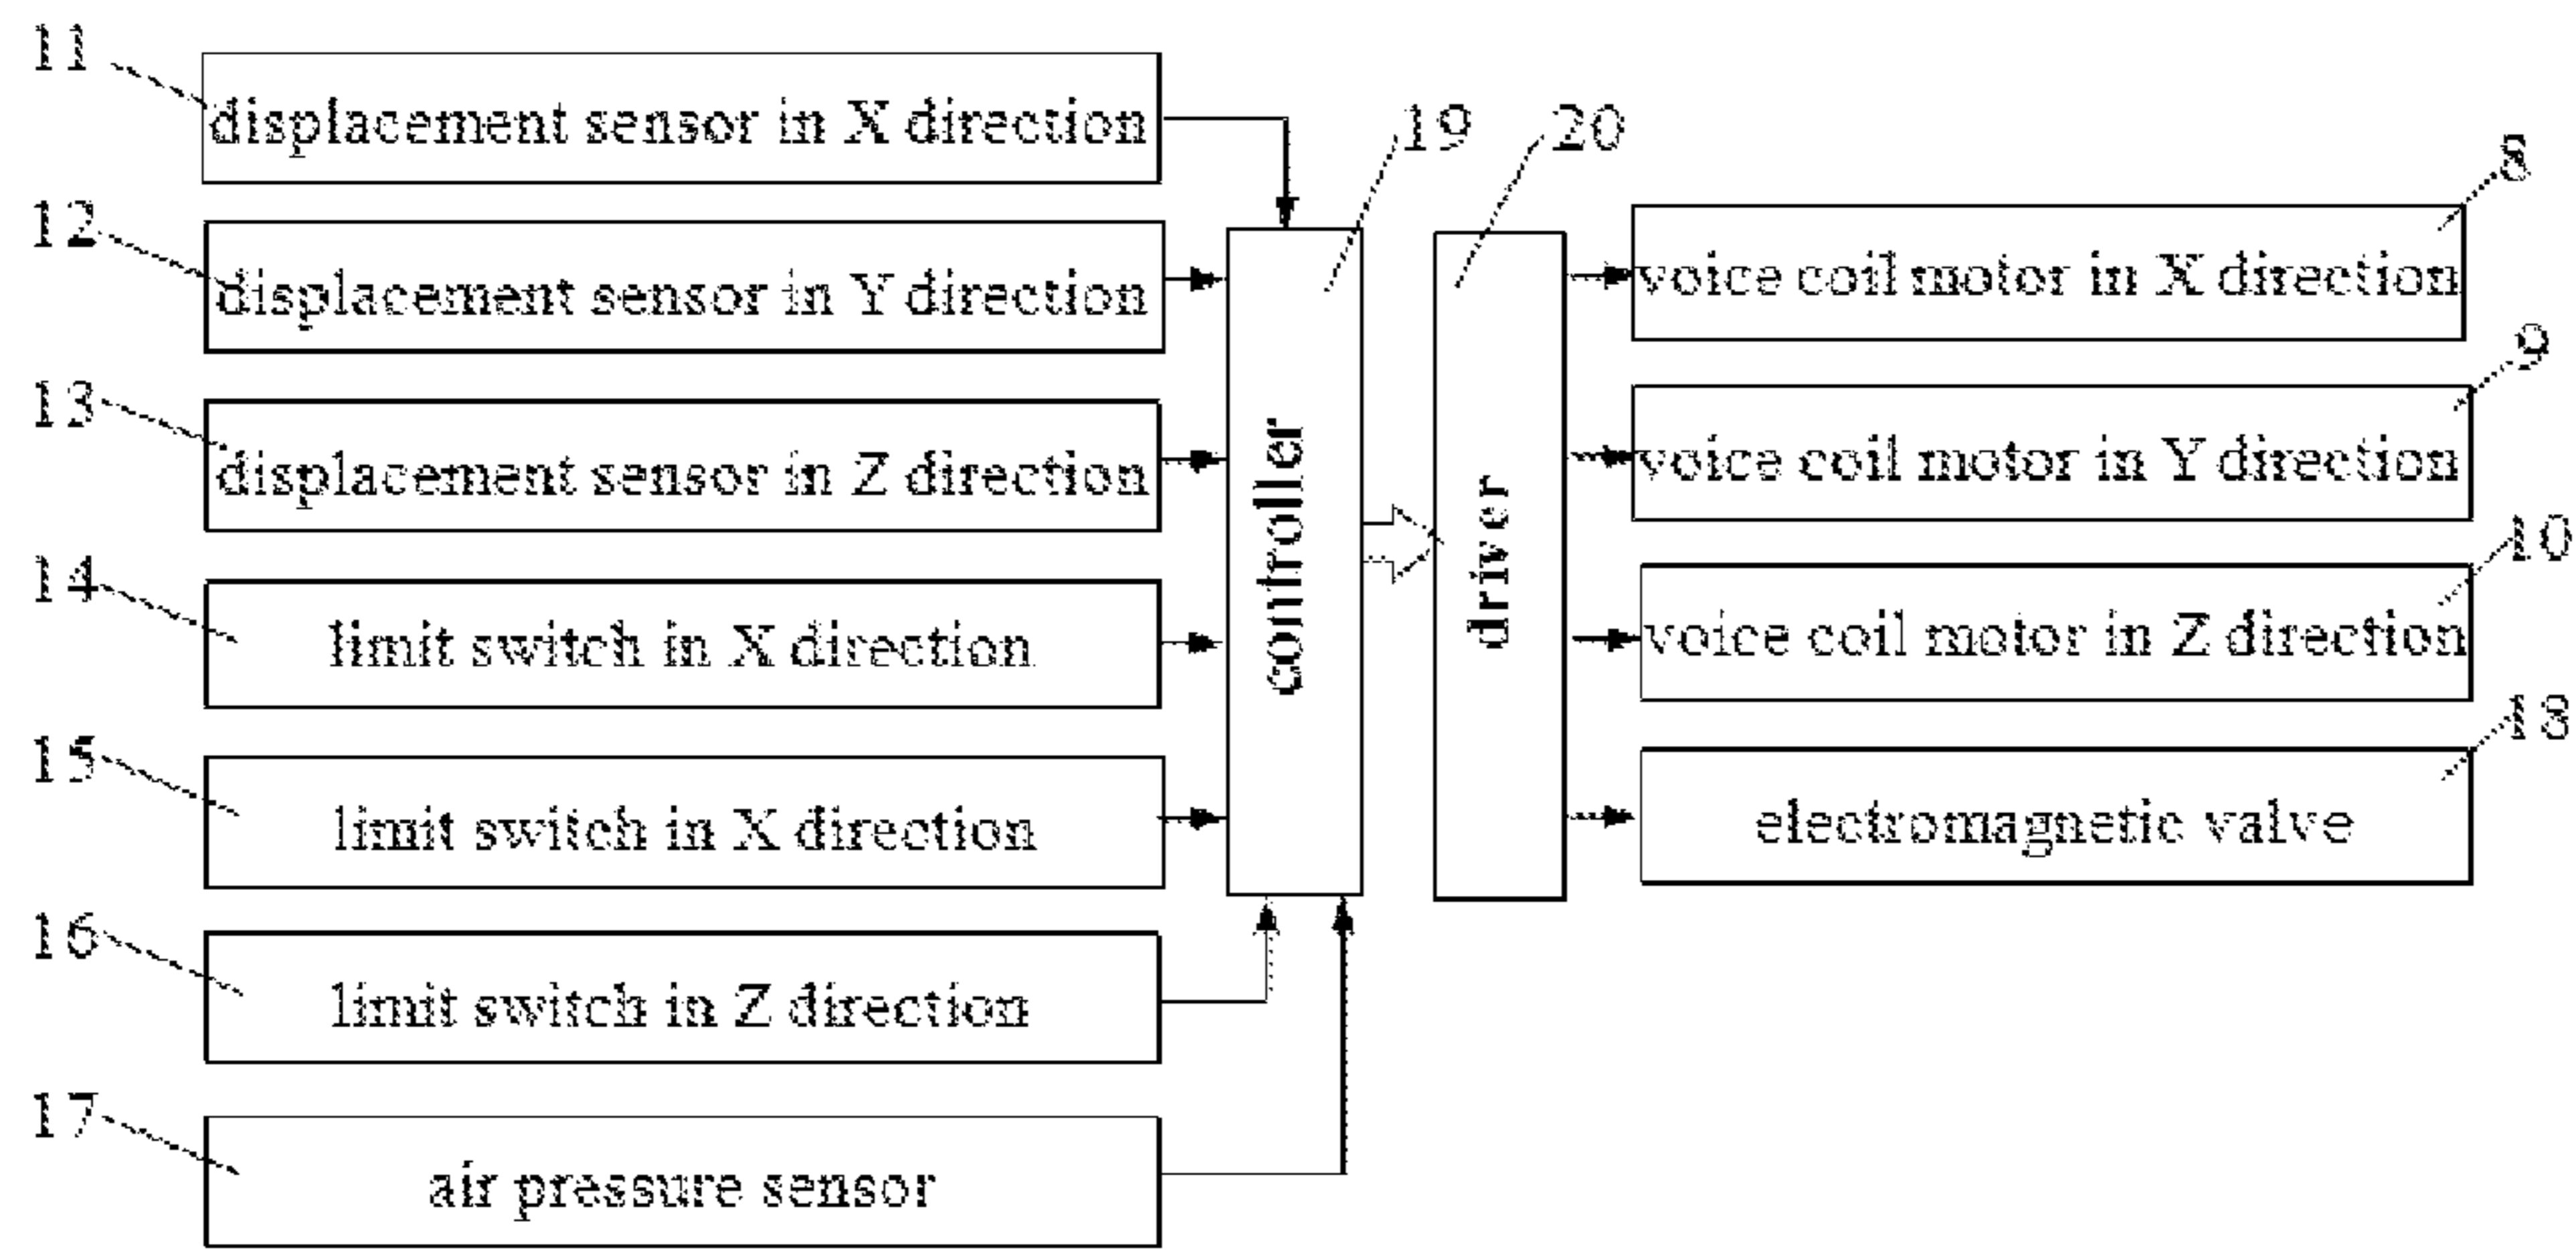 11
displacement sensor in X direction
12
displacement sensor in Y direction
13
displacement sensor in Z direction
14
limit switch in X direction
15
limit switch in X direction
16
limit switch in Z direction
17
air pressure sensor
19
controller
20
driver
8
voice coil motor in X direction
9
voice coil motor in Y direction
10
voice coil motor in Z direction
18
electromagnetic valve